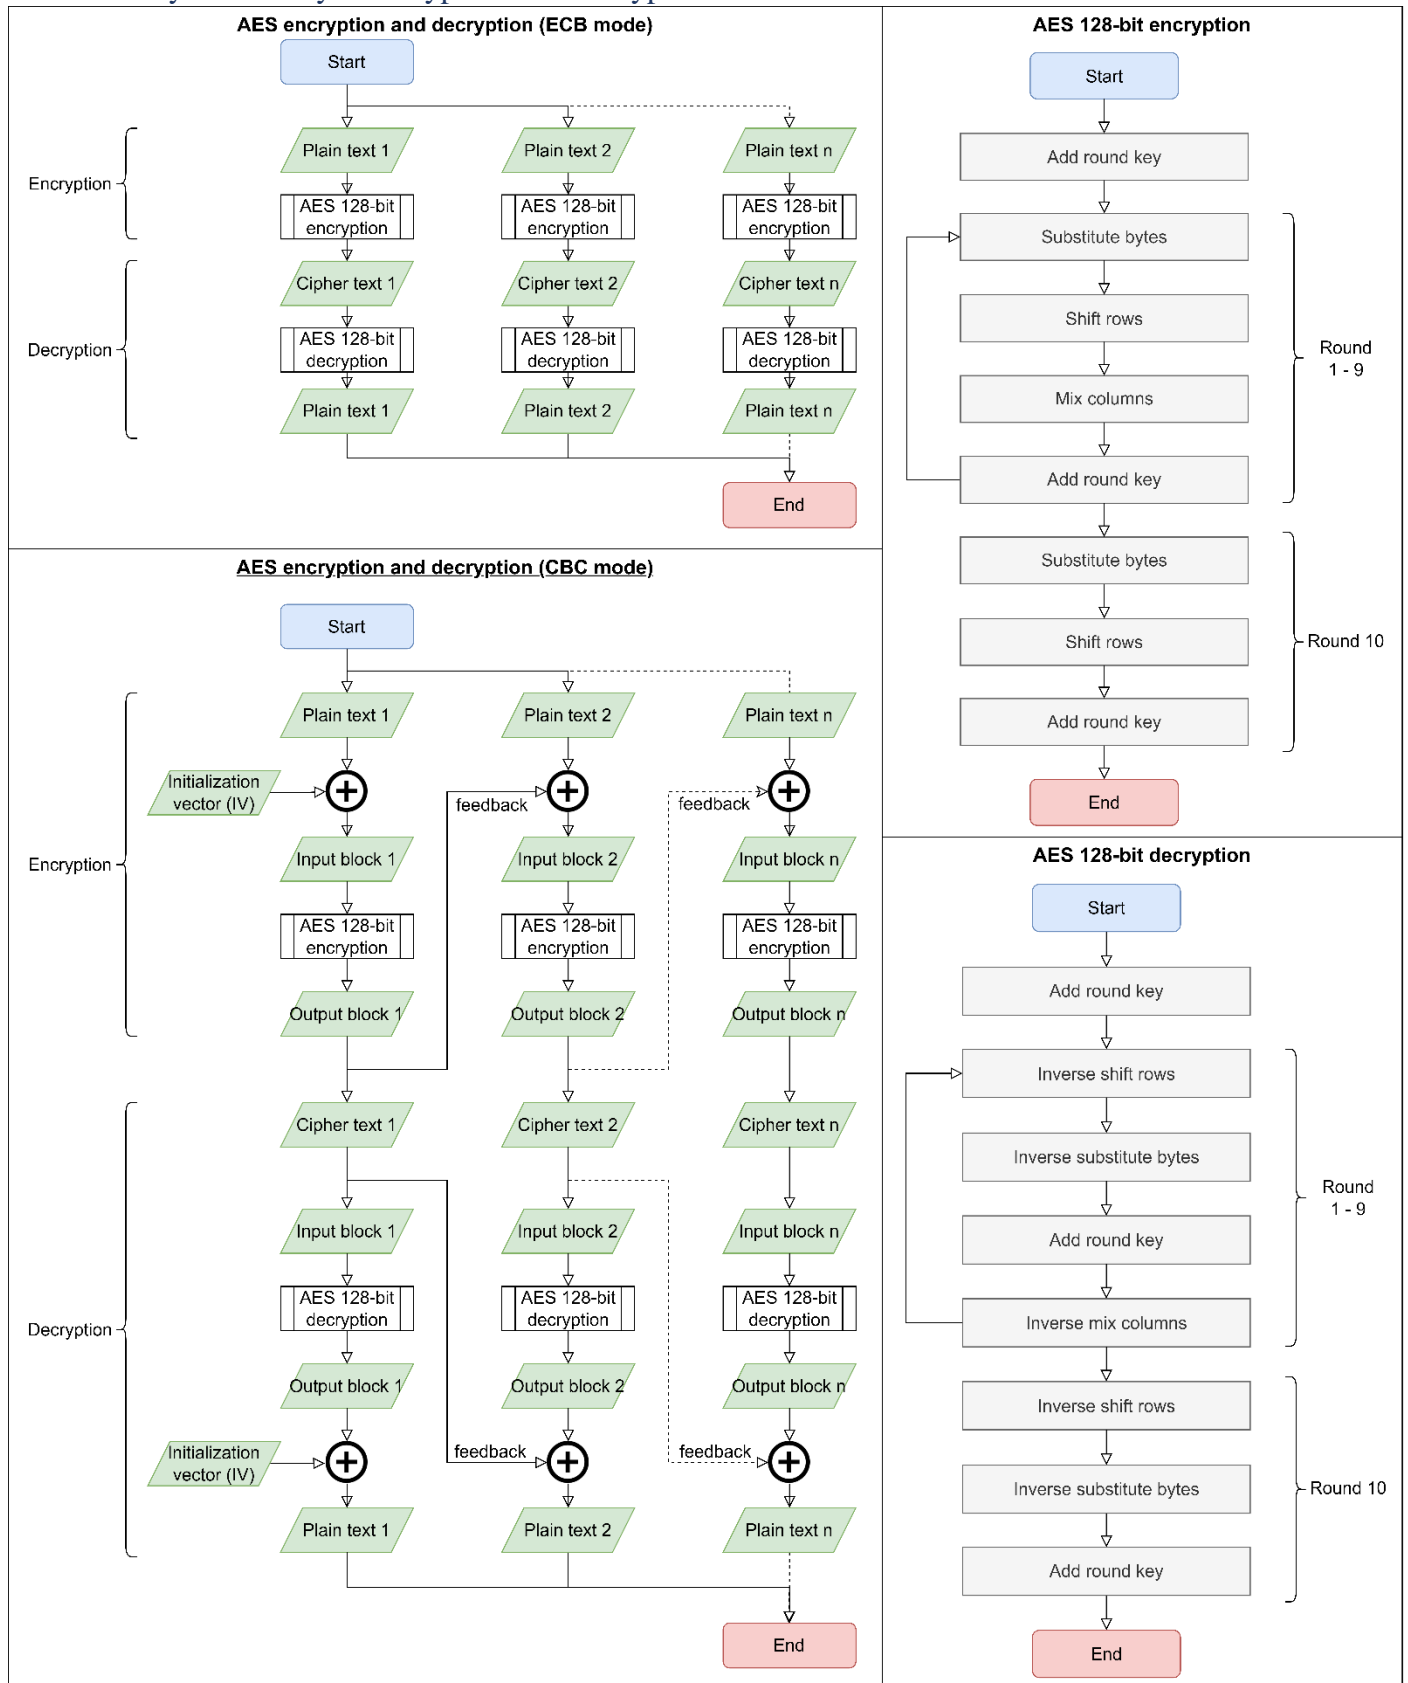 AES encryption and decryption (ECB mode)
Start
Plain text 1
Plain text 2
Plain text n
Encryption
AES 128-bit
encryption
AES 128-bit
encryption
AES 128-bit
encryption
Cipher text 1
Cipher text 2
Cipher text n
Decryption
AES 128-bit
decryption
AES 128-bit
decryption
AES 128-bit
decryption
Plain text 1
Plain text 2
Plain text n
End
AES encryption and decryption (CBC mode)
Start
Plain text 1
Plain text 2
Plain text n
Initialization
vector (IV)
feedback
feedback
Encryption
Input block 1
Input block 2
Input block n
AES 128-bit
encryption
AES 128-bit
encryption
AES 128-bit
encryption
Output block 1
Output block 2
Output block n
Cipher text 1
Cipher text 2
Cipher text n
Input block 1
Input block 2
Input block n
Decryption
AES 128-bit
decryption
AES 128-bit
decryption
AES 128-bit
decryption
Output block 1
Output block 2
Output block n
Initialization
vector (IV)
feedback
feedback
Plain text 1
Plain text 2
Plain text n
End
AES 128-bit encryption
Start
Add round key
Substitute bytes
Shift rows
Mix columns
Add round key
Round
1 - 9
Substitute bytes
Shift rows
Add round key
Round 10
End
AES 128-bit decryption
Start
Add round key
Inverse shift rows
Inverse substitute bytes
Add round key
Inverse mix columns
Round
1 - 9
Inverse shift rows
Inverse substitute bytes
Add round key
Round 10
End